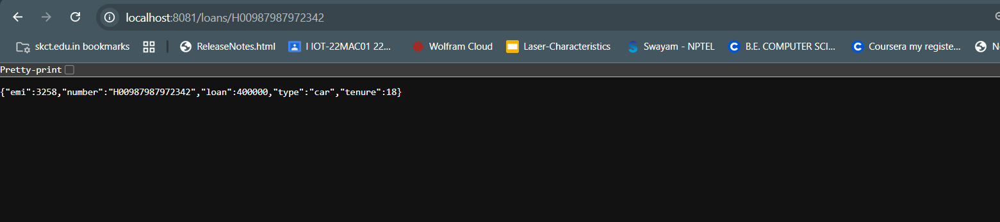 localhost:8081/loans/H00987987972342
skct.edu.in bookmarks ReleaseNotes.html I IOT-22MAC01 22... Wolfram Cloud Laser-Characteristics Swayam - NPTEL B.E. COMPUTER SCI... Coursera my registe...
Pretty-print
{"emi":3258,"number":"H00987987972342","loan":400000,"type":"car","tenure":18}